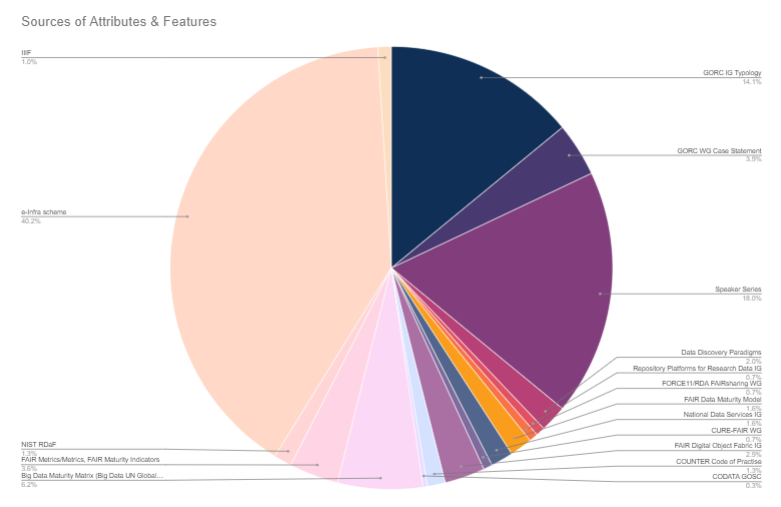 Sources of Attributes & Features
IIIF
1.0%
e-Infra scheme
40.2%
NIST RDaF
1.3%
FAIR Metrics/Metrics, FAIR Maturity Indicators
3.6%
Big Data Maturity Matrix (Big Data UN Global…
6.2%
GORC IG Typology
14.1%
GORC WG Case Statement
3.9%
Speaker Series
18.0%
Data Discovery Paradigms
2.0%
Repository Platforms for Research Data IG
0.7%
FORCE11/RDA FAIRsharing WG
0.7%
FAIR Data Maturity Model
1.6%
National Data Services IG
1.6%
CURE-FAIR WG
0.7%
FAIR Digital Object Fabric IG
2.9%
COUNTER Code of Practise
1.3%
CODATA GOSC
0.3%